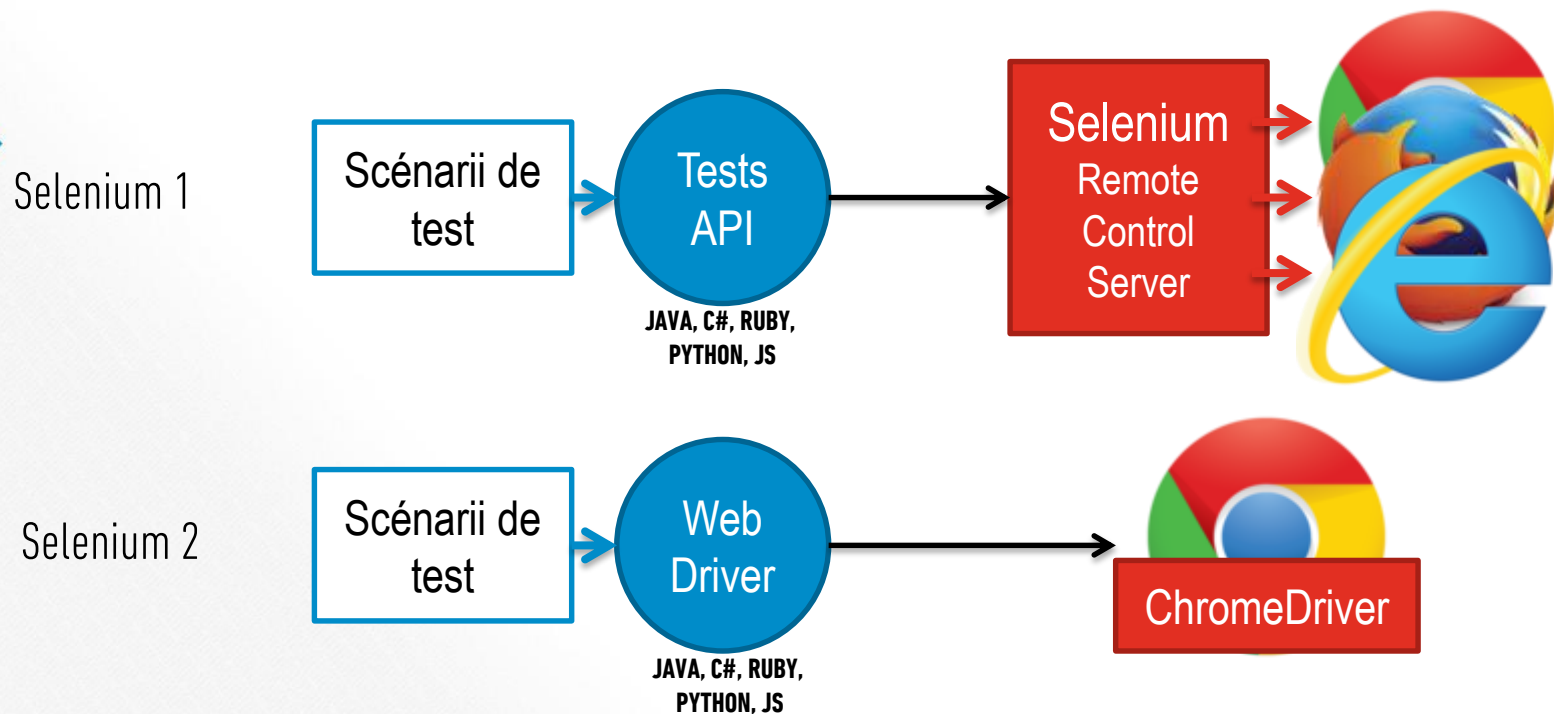 Selenium 1
Scénarii de
test
Tests
API
JAVA, C#, RUBY,
PYTHON, JS
Selenium
Remote
Control
Server
Selenium 2
Scénarii de
test
Web
Driver
JAVA, C#, RUBY,
PYTHON, JS
ChromeDriver